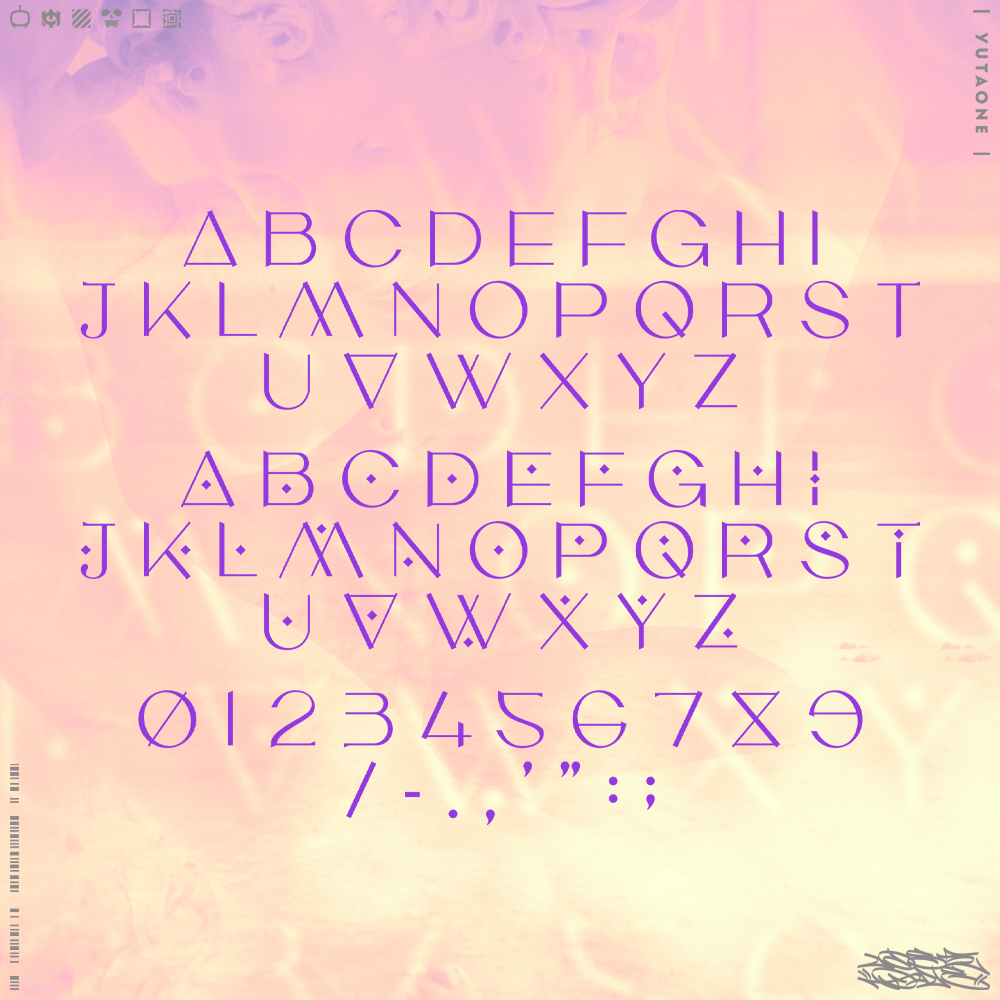 | YUTAONE |
ABCDEFGHI
JKLMNOPQRST
UVWXYZ
ABCDEFGHI
JKLMNOPQRST
UVWXYZ
0123456789
/-.,’”:;